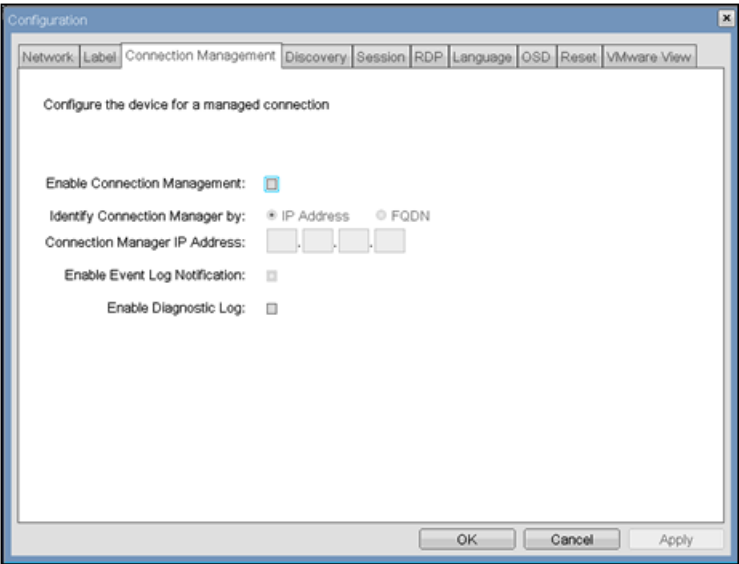 Configuration
Network Label Connection Management Discovery Session RDP Language OSD Reset VMware View
Configure the device for a managed connection
Enable Connection Management:
Identify Connection Manager by: IP Address FQDN
Connection Manager IP Address: . . .
Enable Event Log Notification:
Enable Diagnostic Log:
OK Cancel Apply